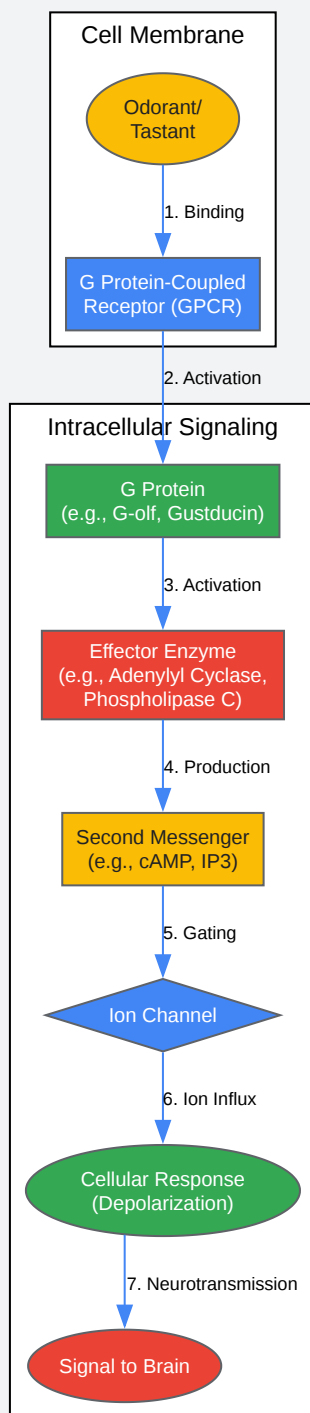 Cell Membrane
Odorant/
Tastant
1. Binding
G Protein-Coupled
Receptor (GPCR)
2. Activation
Intracellular Signaling
G Protein
(e.g., G-olf, Gustducin)
3. Activation
Effector Enzyme
(e.g., Adenylyl Cyclase,
Phospholipase C)
4. Production
Second Messenger
(e.g., cAMP, IP3)
5. Gating
Ion Channel
6. Ion Influx
Cellular Response
(Depolarization)
7. Neurotransmission
Signal to Brain